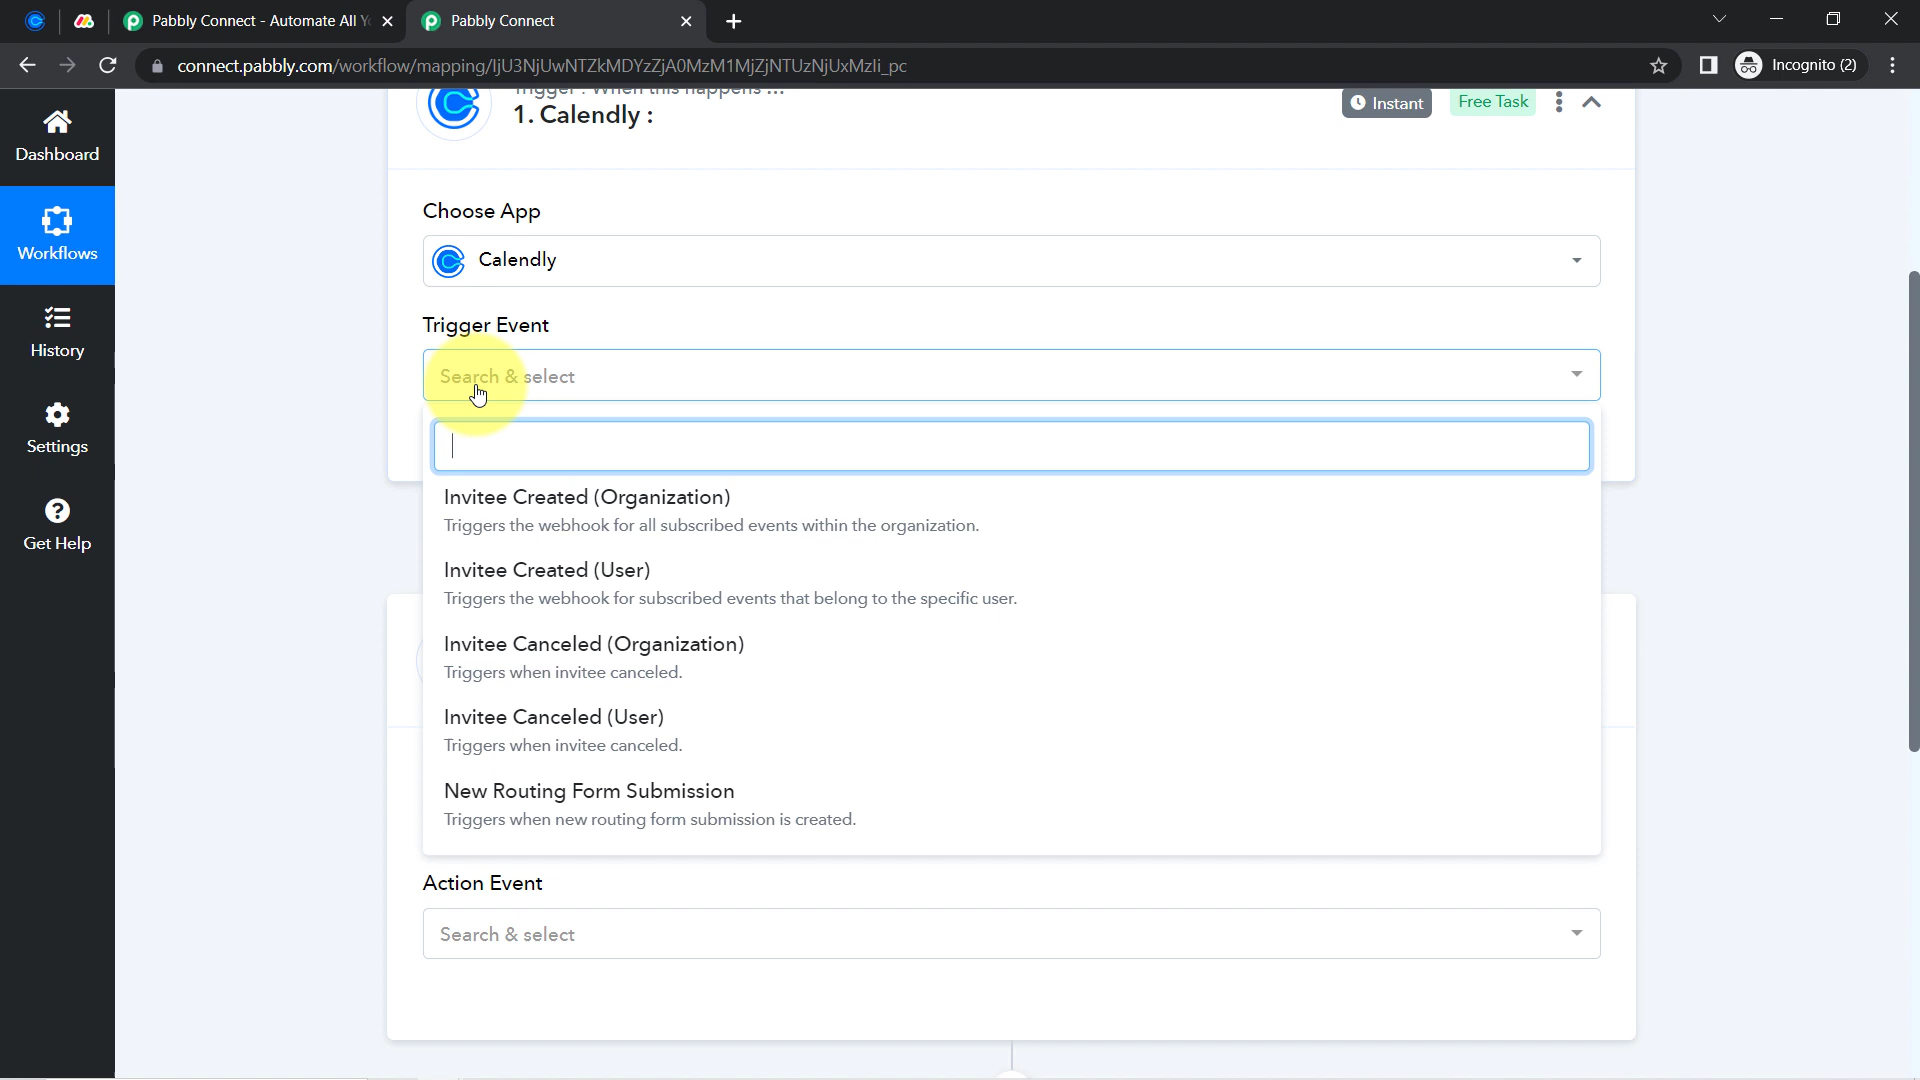 Pabbly Connect - Automate All Y
Pabbly Connect
connect.pabbly.com/workflow/mapping/IjU3NjUwNTZkMDYzZjA0MzM1MjZjNTUzNjUxMzIi_pc
Incognito (2)
Trigger : When this happens ...
1. Calendly :
Instant
Free Task
Dashboard
Workflows
History
Settings
Get Help
Choose App
Calendly
Trigger Event
Search & select
Invitee Created (Organization)
Triggers the webhook for all subscribed events within the organization.
Invitee Created (User)
Triggers the webhook for subscribed events that belong to the specific user.
Invitee Canceled (Organization)
Triggers when invitee canceled.
Invitee Canceled (User)
Triggers when invitee canceled.
New Routing Form Submission
Triggers when new routing form submission is created.
Action Event
Search & select